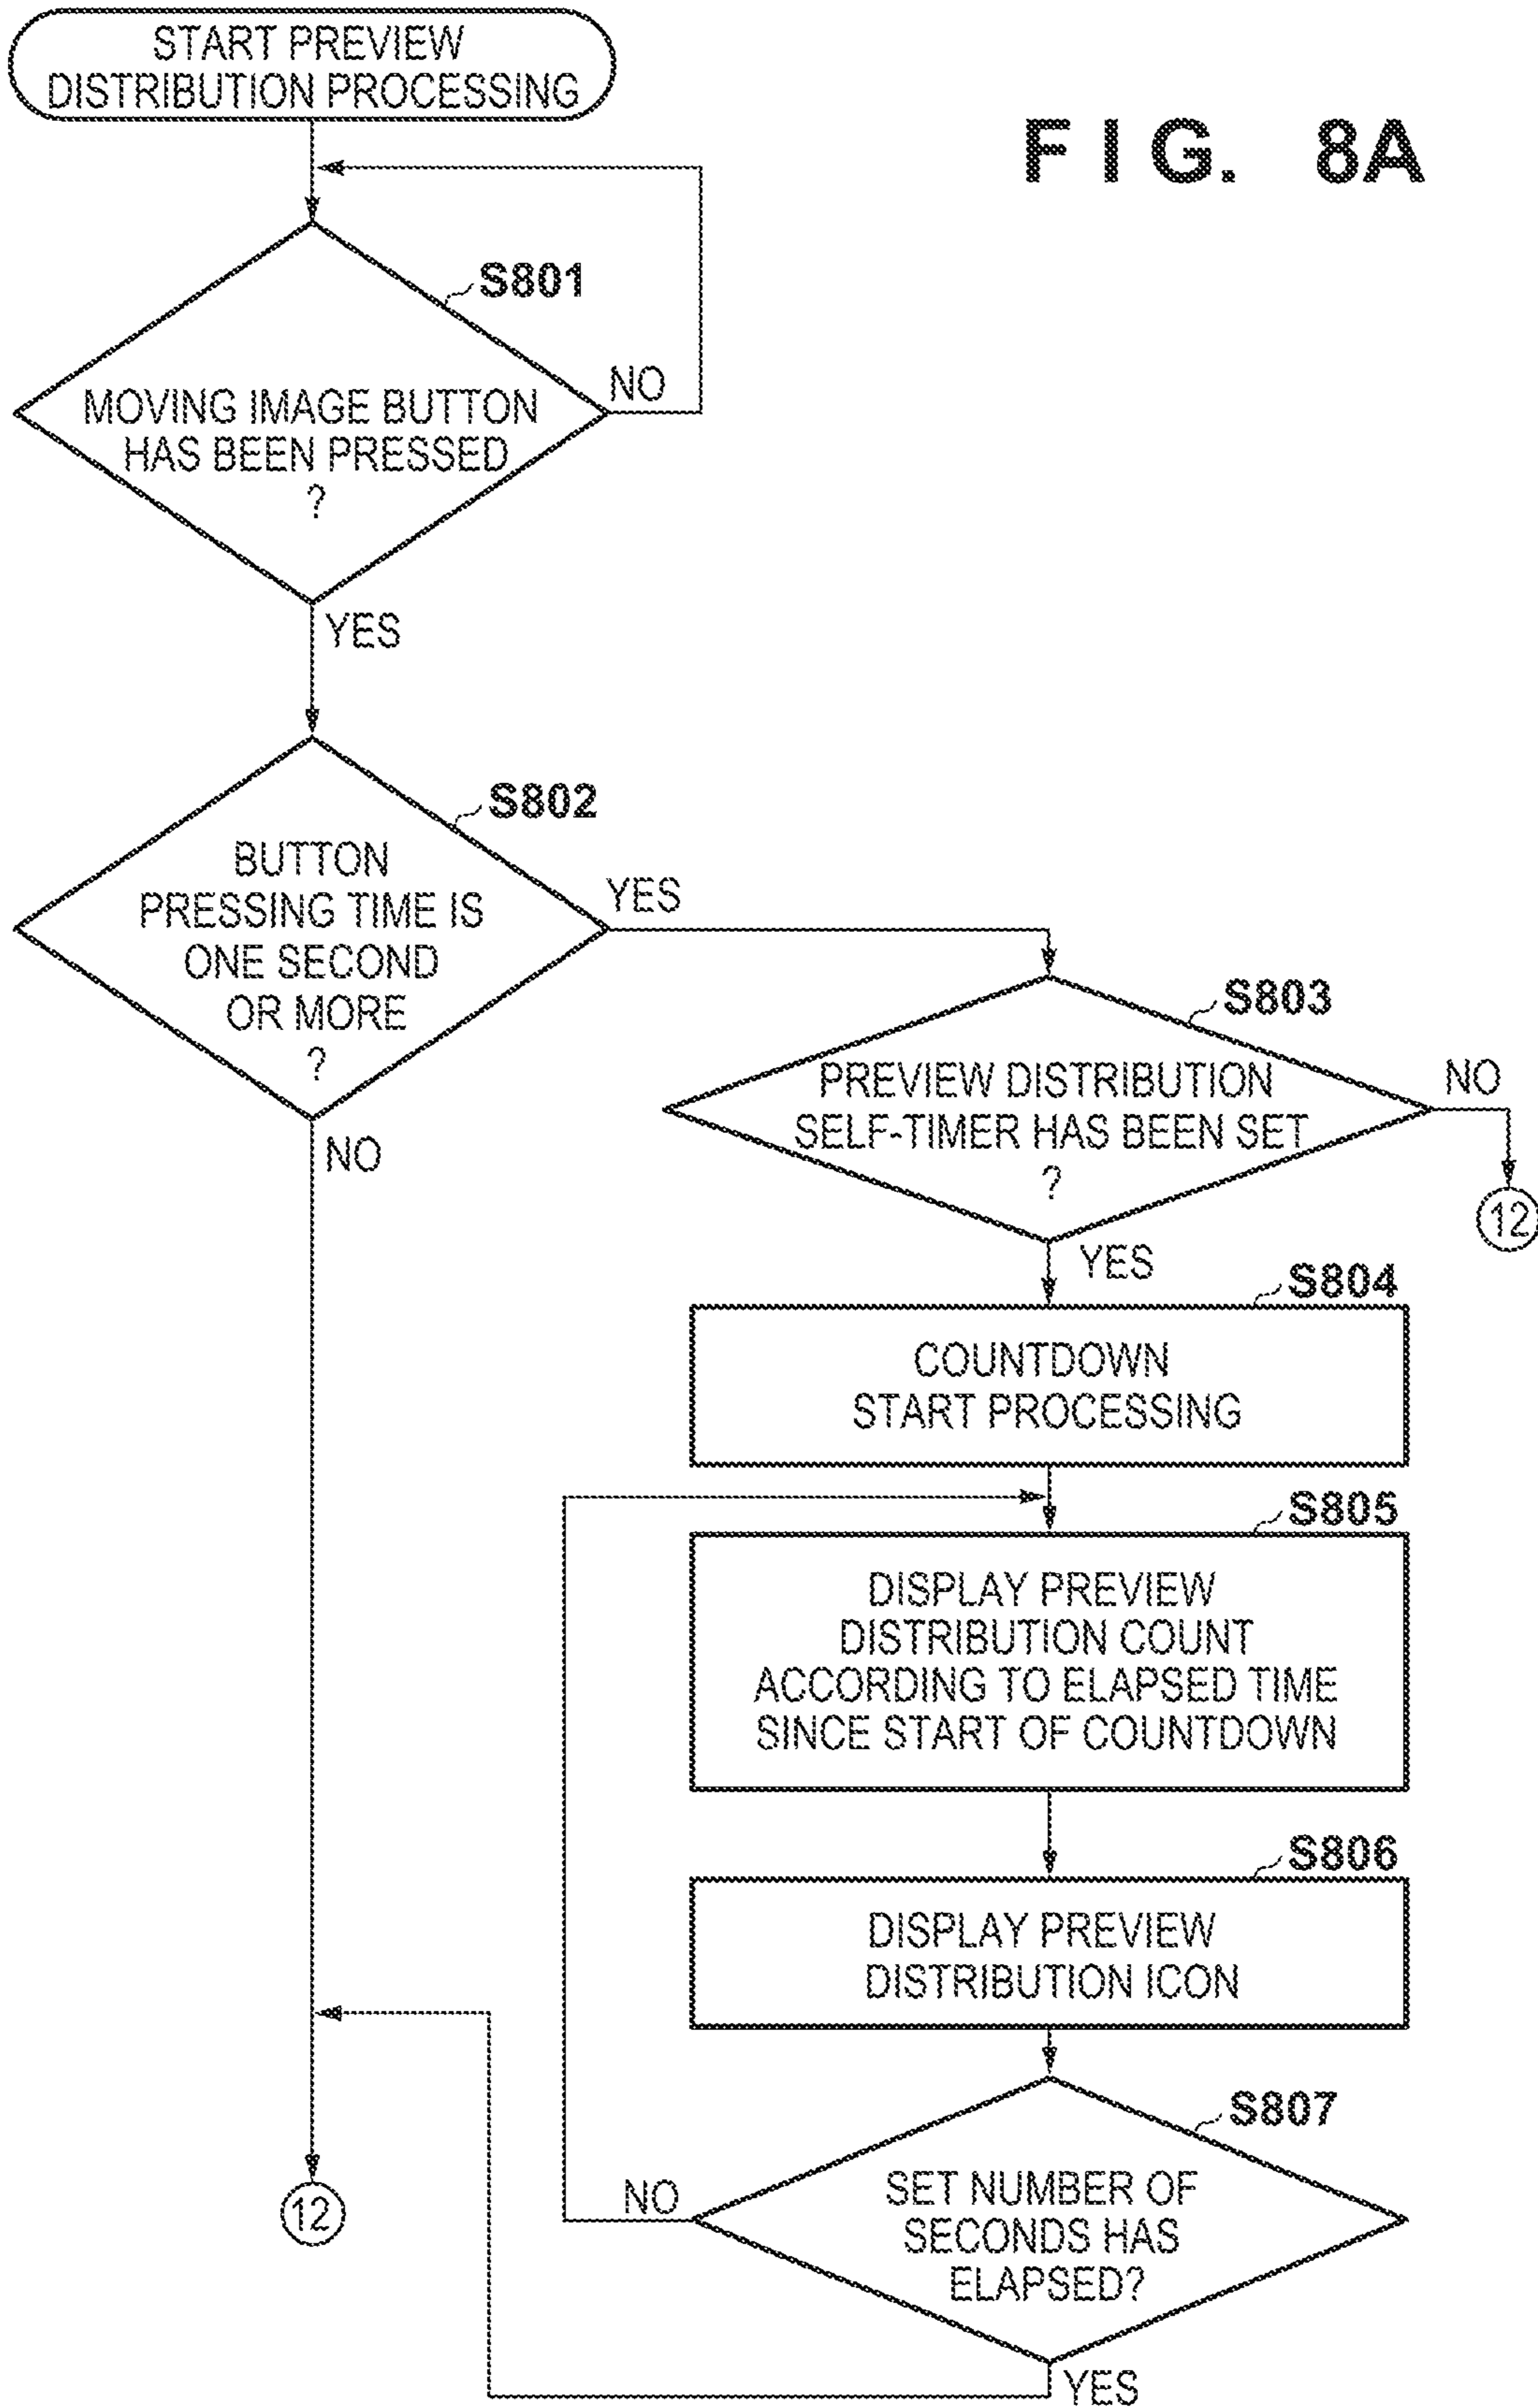 START PREVIEW
DISTRIBUTION PROCESSING
FIG. 8A
S801
MOVING IMAGE BUTTON
HAS BEEN PRESSED
?
NO
YES
S802
BUTTON
PRESSING TIME IS
ONE SECOND
OR MORE
?
YES
NO
S803
PREVIEW DISTRIBUTION
SELF-TIMER HAS BEEN SET
?
NO
12
YES
S804
COUNTDOWN
START PROCESSING
S805
DISPLAY PREVIEW
DISTRIBUTION COUNT
ACCORDING TO ELAPSED TIME
SINCE START OF COUNTDOWN
S806
DISPLAY PREVIEW
DISTRIBUTION ICON
S807
SET NUMBER OF
SECONDS HAS
ELAPSED?
NO
YES
12